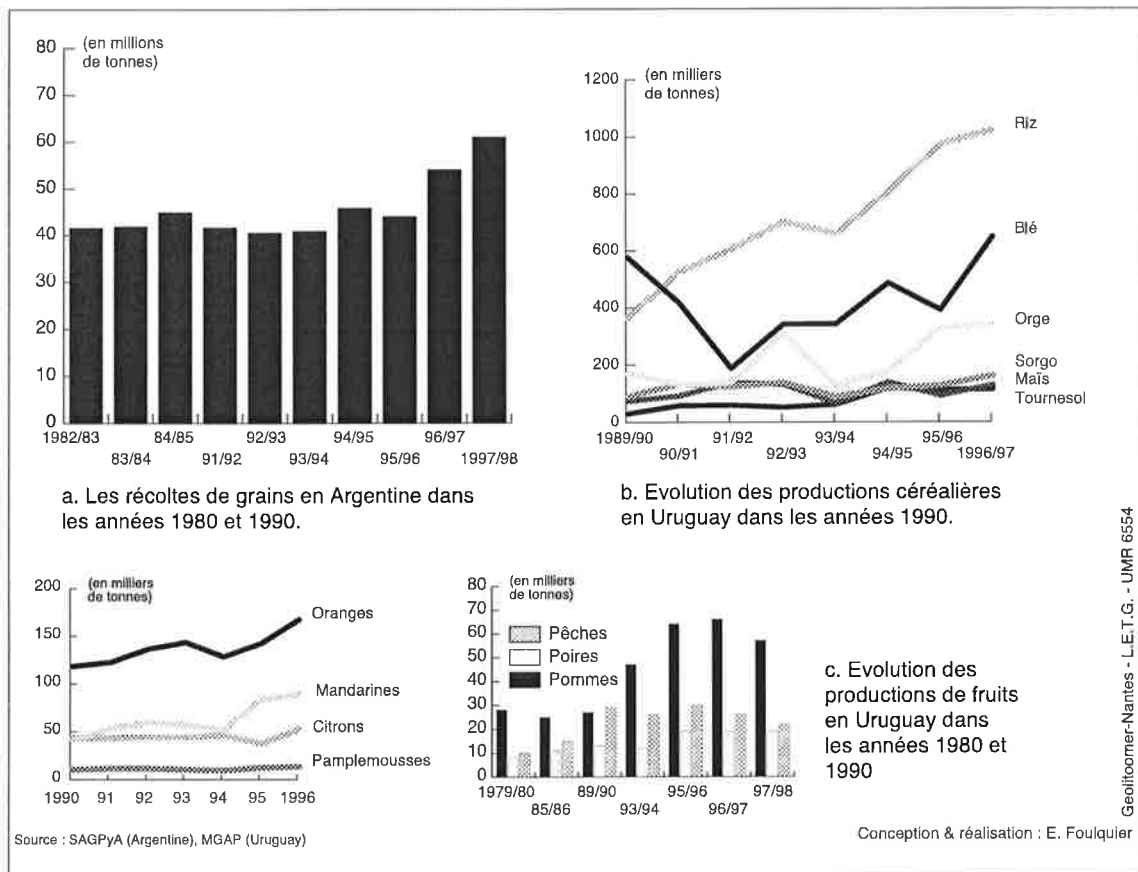 (en millions
de tonnes)
80
70
60
50
40
30
20
10
0
1982/83
84/85
92/93
94/95
96/97
83/84
91/92
93/94
95/96
1997/98
a. Les récoltes de grains en Argentine dans
les années 1980 et 1990.
(en milliers
de tonnes)
1200
1000
800
600
400
200
0
Riz
Blé
Orge
Sorgo
Maïs
Tournesol
1989/90
91/92
93/94
95/96
90/91
92/93
94/95
1996/97
b. Evolution des productions céréalières
en Uruguay dans les années 1990.
(en milliers
de tonnes)
200
150
100
50
0
Oranges
Mandarines
Citrons
Pamplemousses
1990
91
92
93
94
95
1996
(en milliers
de tonnes)
80
70
60
50
40
30
20
10
0
Pêches
Poires
Pommes
1979/80
89/90
95/96
97/98
85/86
93/94
96/97
c. Evolution des
productions de fruits
en Uruguay dans
les années 1980 et
1990
Source : SAGPyA (Argentine), MGAP (Uruguay)
Conception & réalisation : E. Foulquier
Geolitoomer-Nantes - L.E.T.G. - UMR 6554